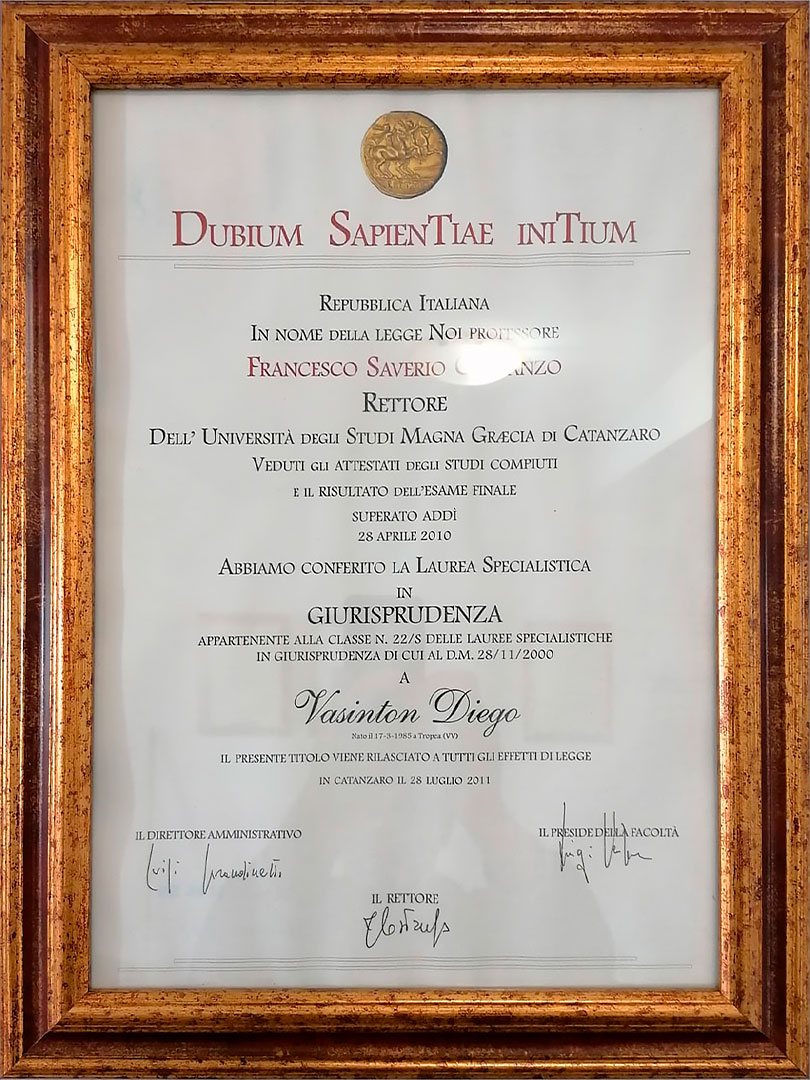 DUBIUM SAPIENTIAE INITIUM
REPUBBLICA ITALIANA
IN NOME DELLA LEGGE NOI PROFESSORE
FRANCESCO SAVERIO
RETTORE
DELL' UNIVERSITÀ DEGLI STUDI MAGNA GRÆCIA DI CATANZARO
VEDUTI GLI ATTESTATI DEGLI STUDI COMPIUTI
E IL RISULTATO DELL'ESAME FINALE
SUPERATO ADDÌ
28 APRILE 2010
ABBIAMO CONFERITO LA LAUREA SPECIALISTICA
IN
GIURISPRUDENZA
APPARTENENTE ALLA CLASSE N. 22/S DELLE LAUREE SPECIALISTICHE
IN GIURISPRUDENZA DI CUI AL D.M. 28/11/2000
A
Vasinton Diego
Nato il 17-3-1985 a Tropea (VV)
IL PRESENTE TITOLO VIENE RILASCIATO A TUTTI GLI EFFETTI DI LEGGE
IN CATANZARO IL 28 LUGLIO 2011
IL DIRETTORE AMMINISTRATIVO
IL PRESIDE DELLA FACOLTÀ
IL RETTORE